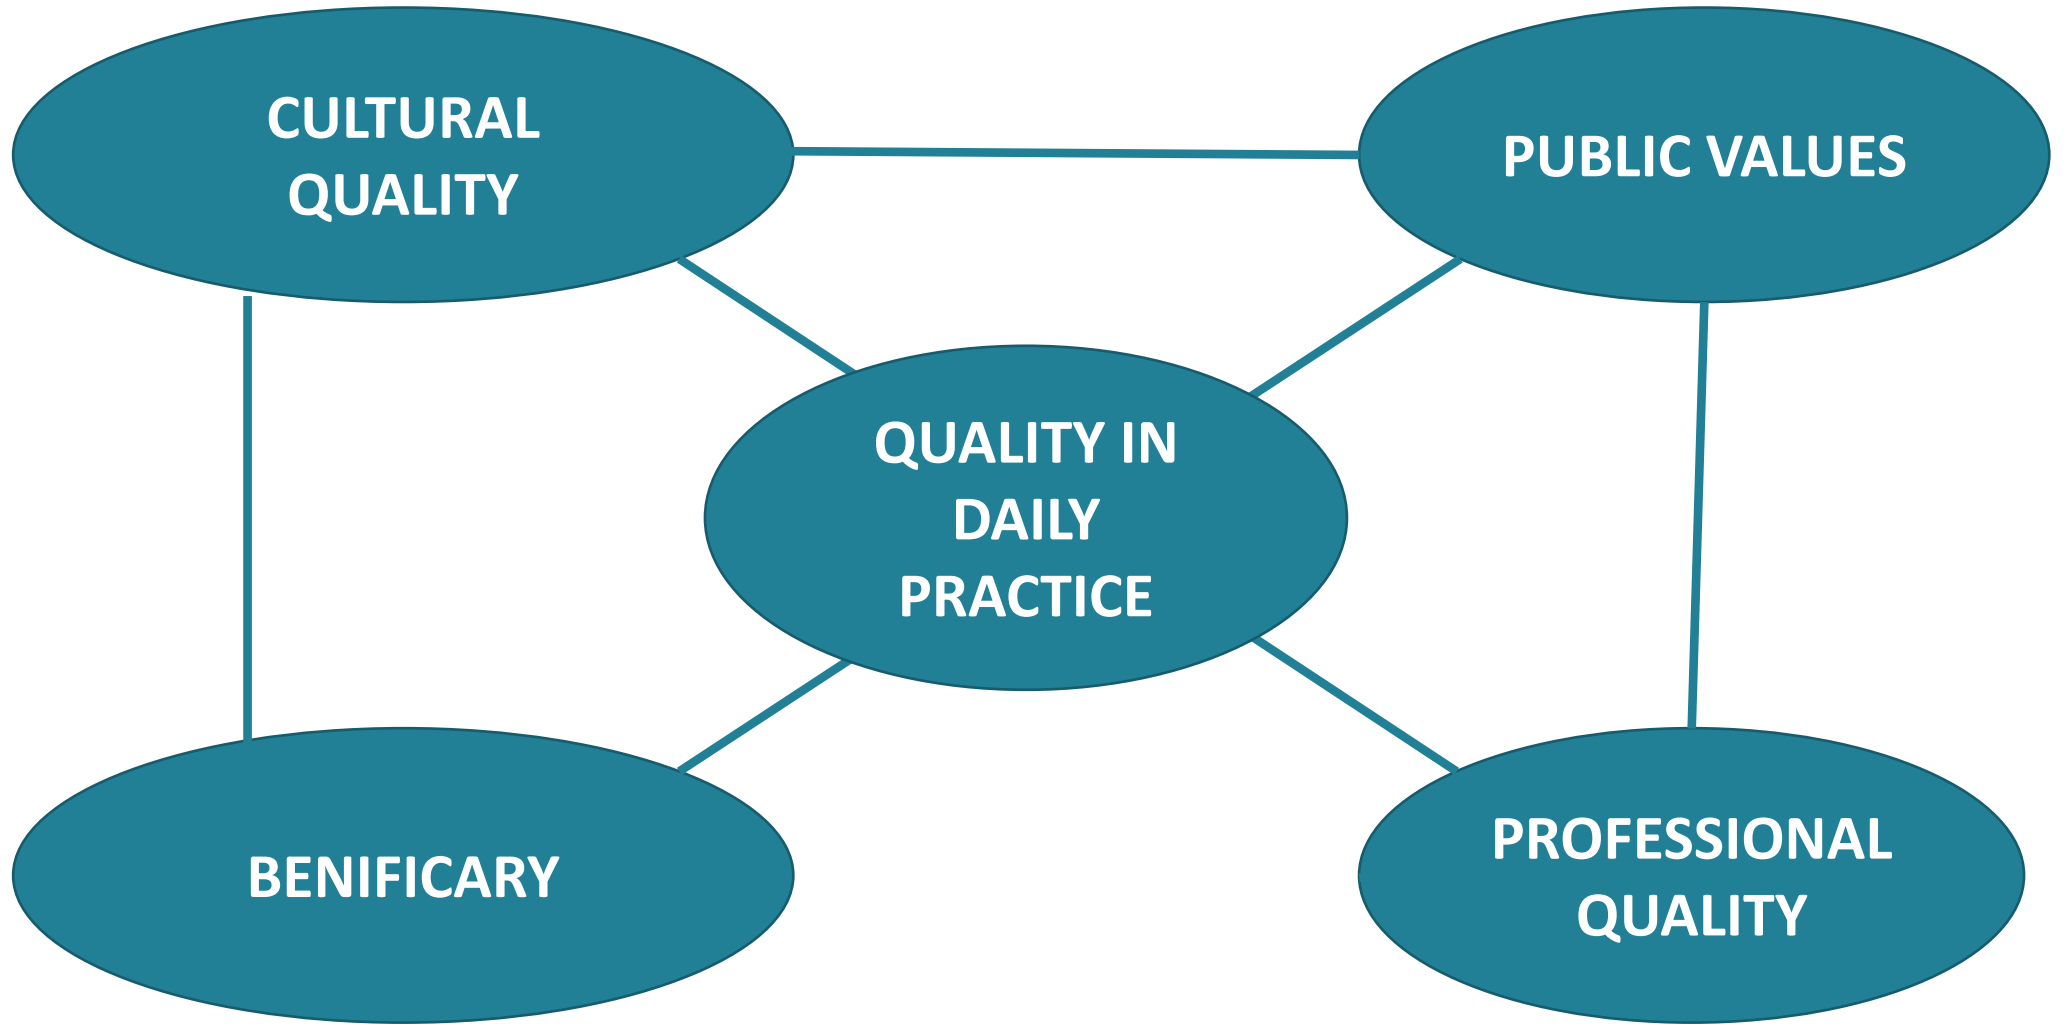 CULTURAL
QUALITY
PUBLIC VALUES
QUALITY IN
DAILY
PRACTICE
BENIFICARY
PROFESSIONAL
QUALITY